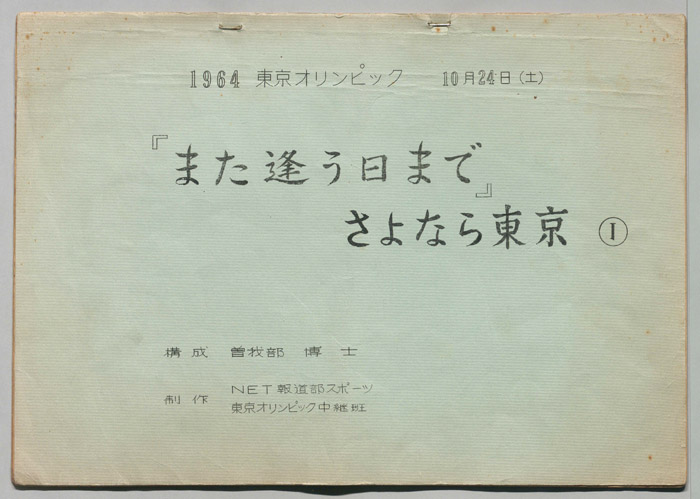 1964 東京オリンピック 10月24日(土)
『また逢う日まで』
さよなら東京 Ⅰ
構成 曽我部 博士
制作 NET報道部スポーツ
東京オリンピック中継班